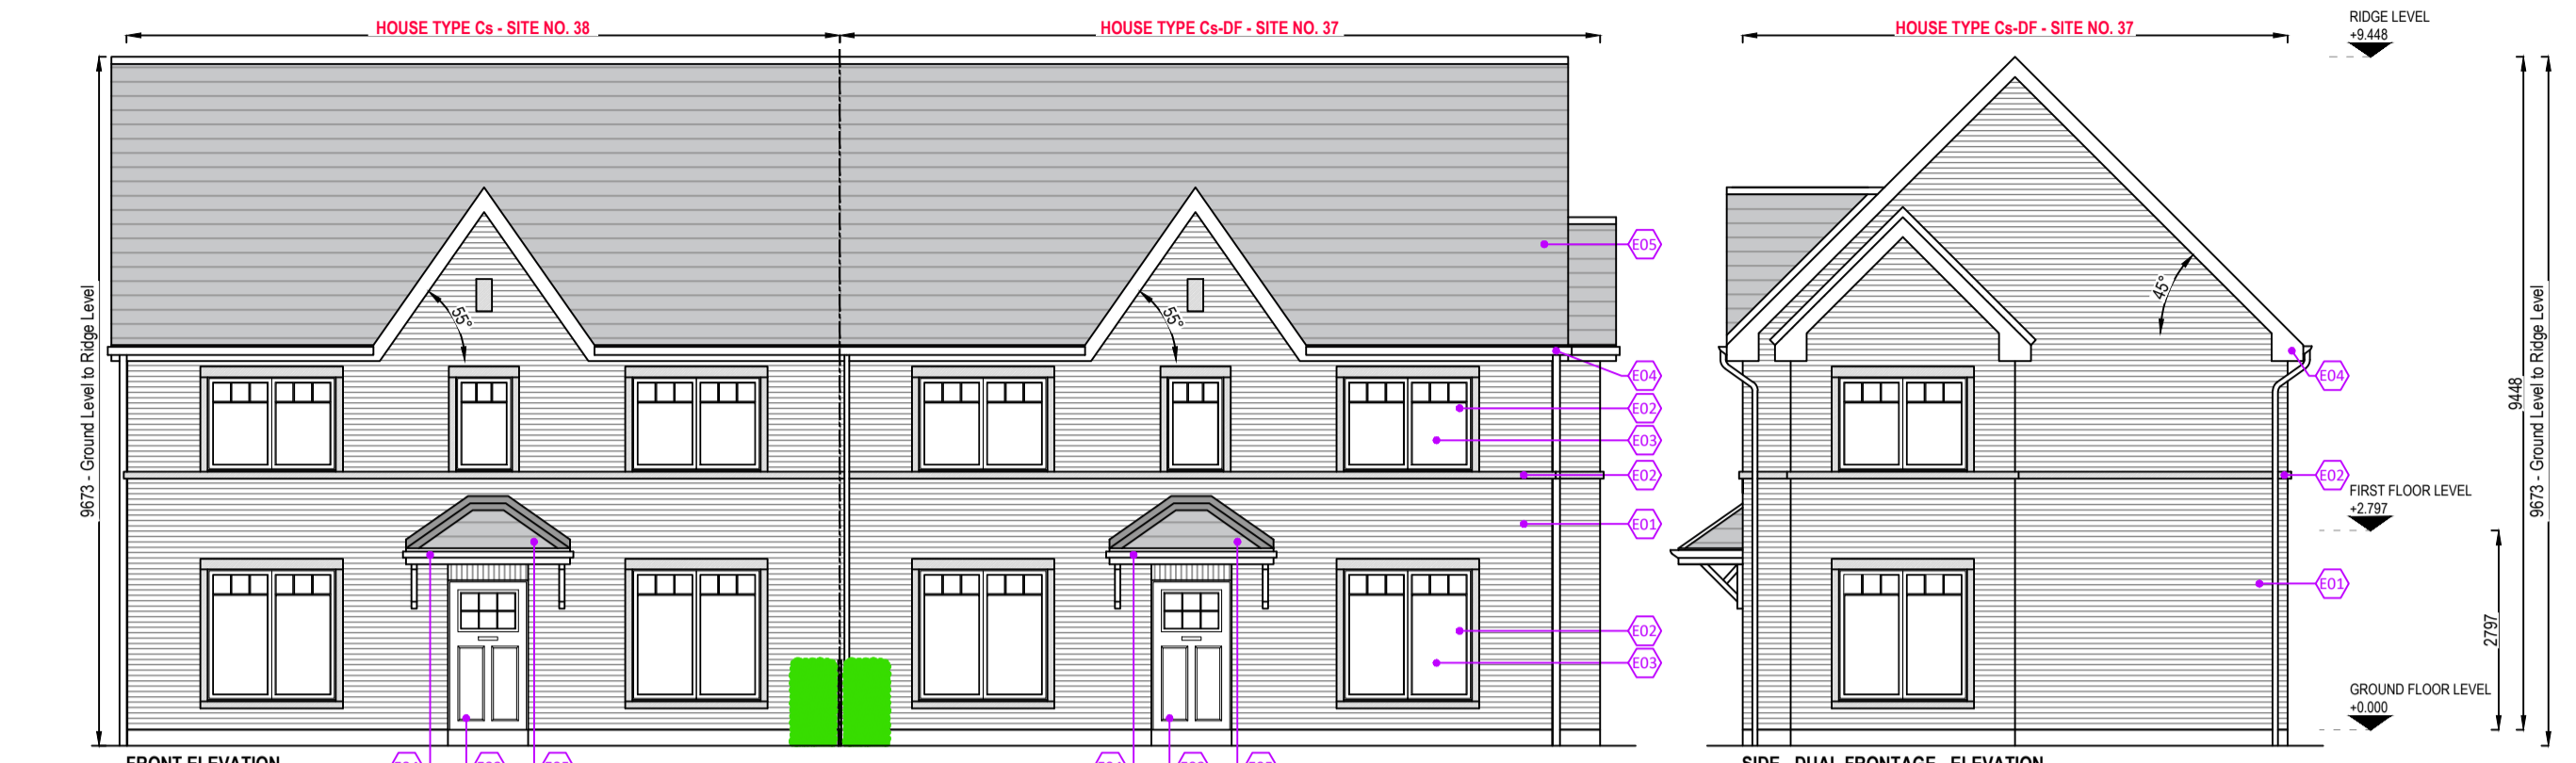 HOUSE TYPE Cs - SITE NO. 38
HOUSE TYPE Cs-DF - SITE NO. 37
HOUSE TYPE Cs-DF - SITE NO. 37
RIDGE LEVEL
+9.448
9673 - Ground Level to Ridge Level
55°
55°
45°
E05
E04
E02
E03
E02
E01
E02
E03
E04
E02
E01
9448
9673 - Ground Level to Ridge Level
FIRST FLOOR LEVEL
+2.797
2797
GROUND FLOOR LEVEL
+0.000
FRONT ELEVATION
SIDE - DUAL FRONTAGE - ELEVATION